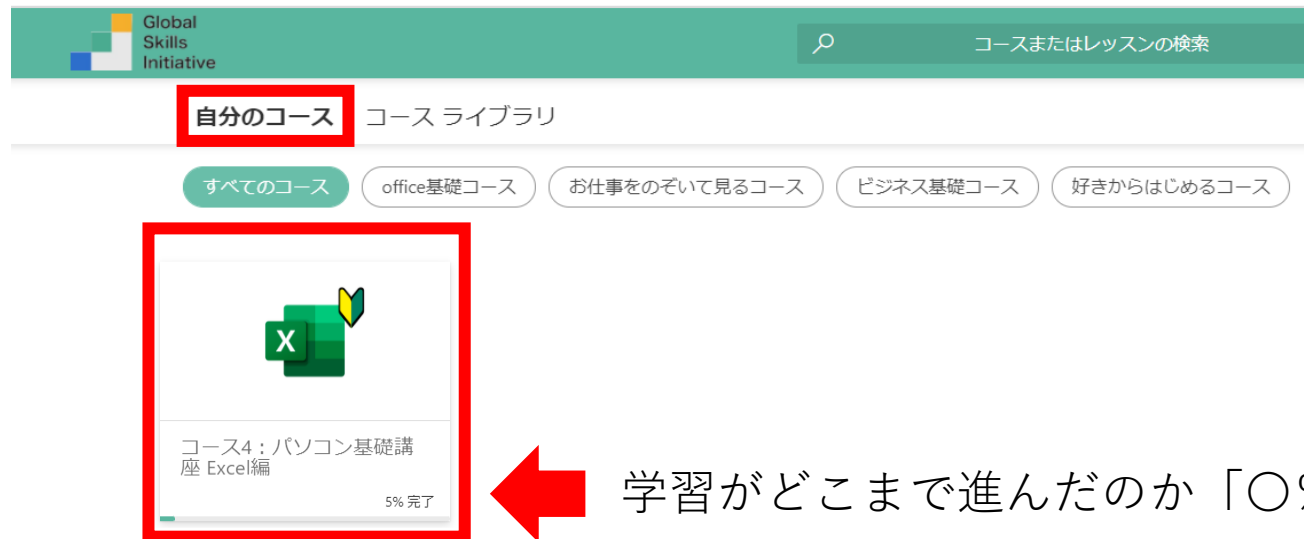 Global
Skills
Initiative
コースまたはレッスンの検索
自分のコース コース ライブラリ
すべてのコース office基礎コース お仕事をのぞいて見るコース ビジネス基礎コース 好きからはじめるコース
X
コース4：パソコン基礎講
座 Excel編
5% 完了
学習がどこまで進んだのか「〇%